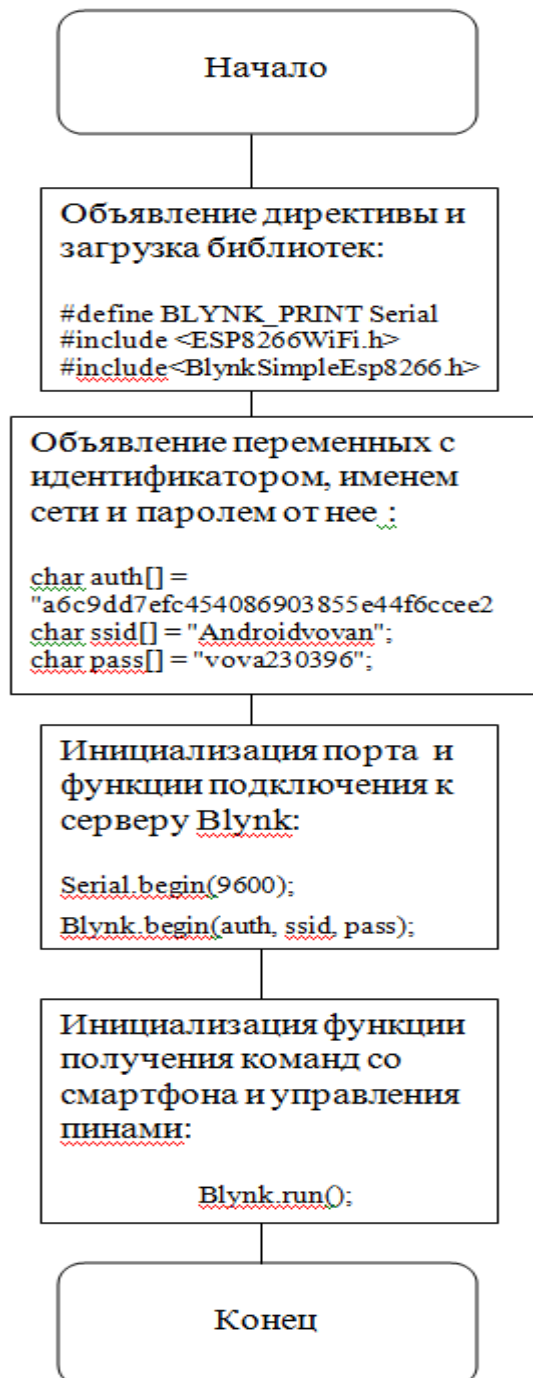 Начало
Объявление директивы и
загрузка библиотек:
#define BLYNK_PRINT Serial
#include <ESP8266WiFi.h>
#include<BlynkSimpleEsp8266.h>
Объявление переменных с
идентификатором, именем
сети и паролем от нее :
char auth[] =
"a6c9dd7efc454086903855e44f6ccee2
char ssid[] = "Androidvovan";
char pass[] = "vova230396";
Инициализация порта и
функции подключения к
серверу Blynk:
Serial.begin(9600);
Blynk.begin(auth, ssid, pass);
Инициализация функции
получения команд со
смартфона и управления
пинами:
Blynk.run();
Конец